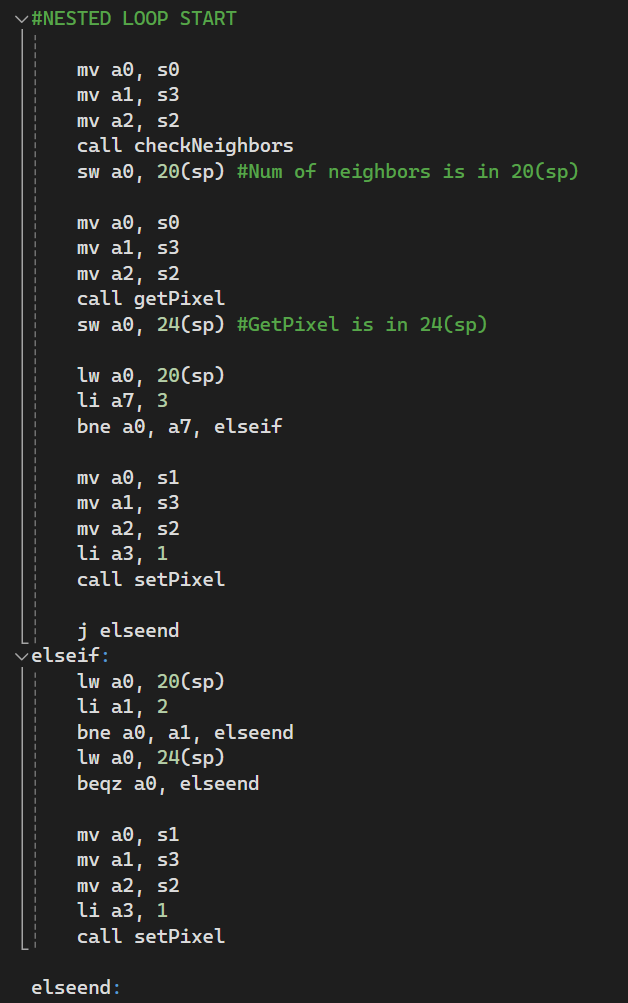 #NESTED LOOP START
mv a0, s0
mv a1, s3
mv a2, s2
call checkNeighbors
sw a0, 20(sp) #Num of neighbors is in 20(sp)
mv a0, s0
mv a1, s3
mv a2, s2
call getPixel
sw a0, 24(sp) #GetPixel is in 24(sp)
lw a0, 20(sp)
li a7, 3
bne a0, a7, elseif
mv a0, s1
mv a1, s3
mv a2, s2
li a3, 1
call setPixel
j elseend
elseif:
lw a0, 20(sp)
li a1, 2
bne a0, a1, elseend
lw a0, 24(sp)
beqz a0, elseend
mv a0, s1
mv a1, s3
mv a2, s2
li a3, 1
call setPixel
elseend: